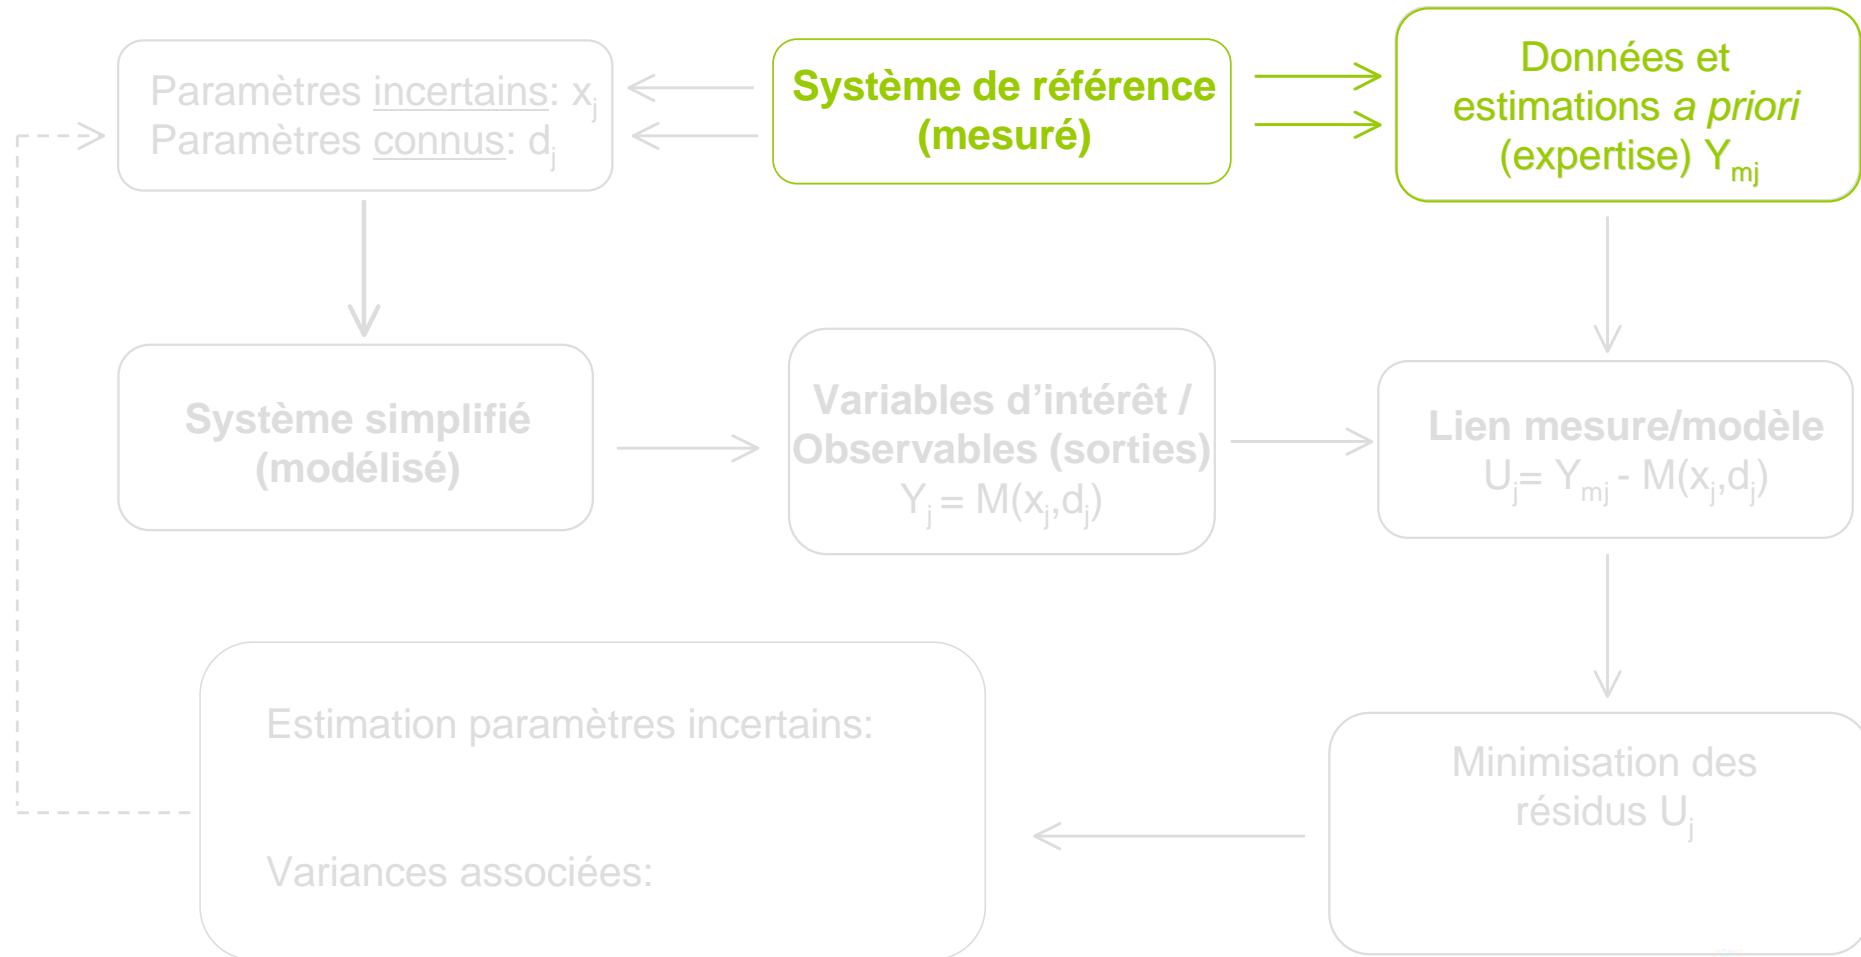 Paramètres incertains: xj
Paramètres connus: dj
Système de référence
(mesuré)
Données et
estimations a priori
(expertise) Ymj
Système simplifié
(modélisé)
Variables d’intérêt /
Observables (sorties)
Yj = M(xj,dj)
Lien mesure/modèle
Uj= Ymj - M(xj,dj)
Estimation paramètres incertains:
Variances associées:
Minimisation des
résidus Uj